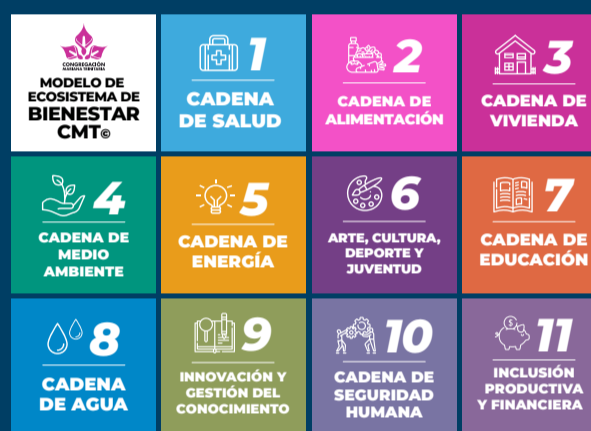 CONGREGACIÓN
MARIANA TRINITARIA
MODELO DE
ECOSISTEMA DE
BIENESTAR
CMT©
1
CADENA
DE SALUD
2
CADENA DE
ALIMENTACIÓN
3
CADENA DE
VIVIENDA
4
CADENA DE
MEDIO
AMBIENTE
5
CADENA DE
ENERGÍA
6
ARTE, CULTURA,
DEPORTE Y
JUVENTUD
7
CADENA DE
EDUCACIÓN
8
CADENA
DE AGUA
9
INNOVACIÓN Y
GESTIÓN DEL
CONOCIMIENTO
10
CADENA DE
SEGURIDAD
HUMANA
11
INCLUSIÓN
PRODUCTIVA
Y FINANCIERA